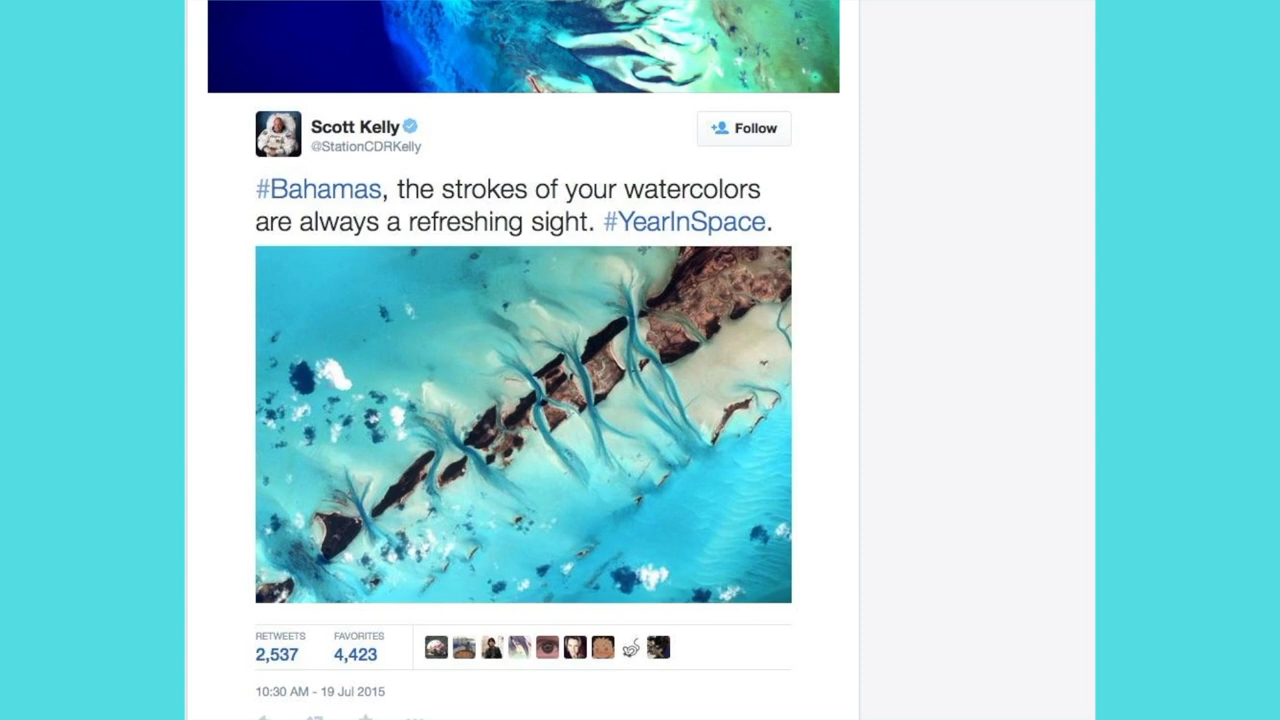 Scott Kelly
Follow
@StationCDRKelly
#Bahamas, the strokes of your watercolors
are always a refreshing sight. #YearInSpace.
RETWEETS FAVORITES
2,537 4,423
10:30 AM - 19 Jul 2015